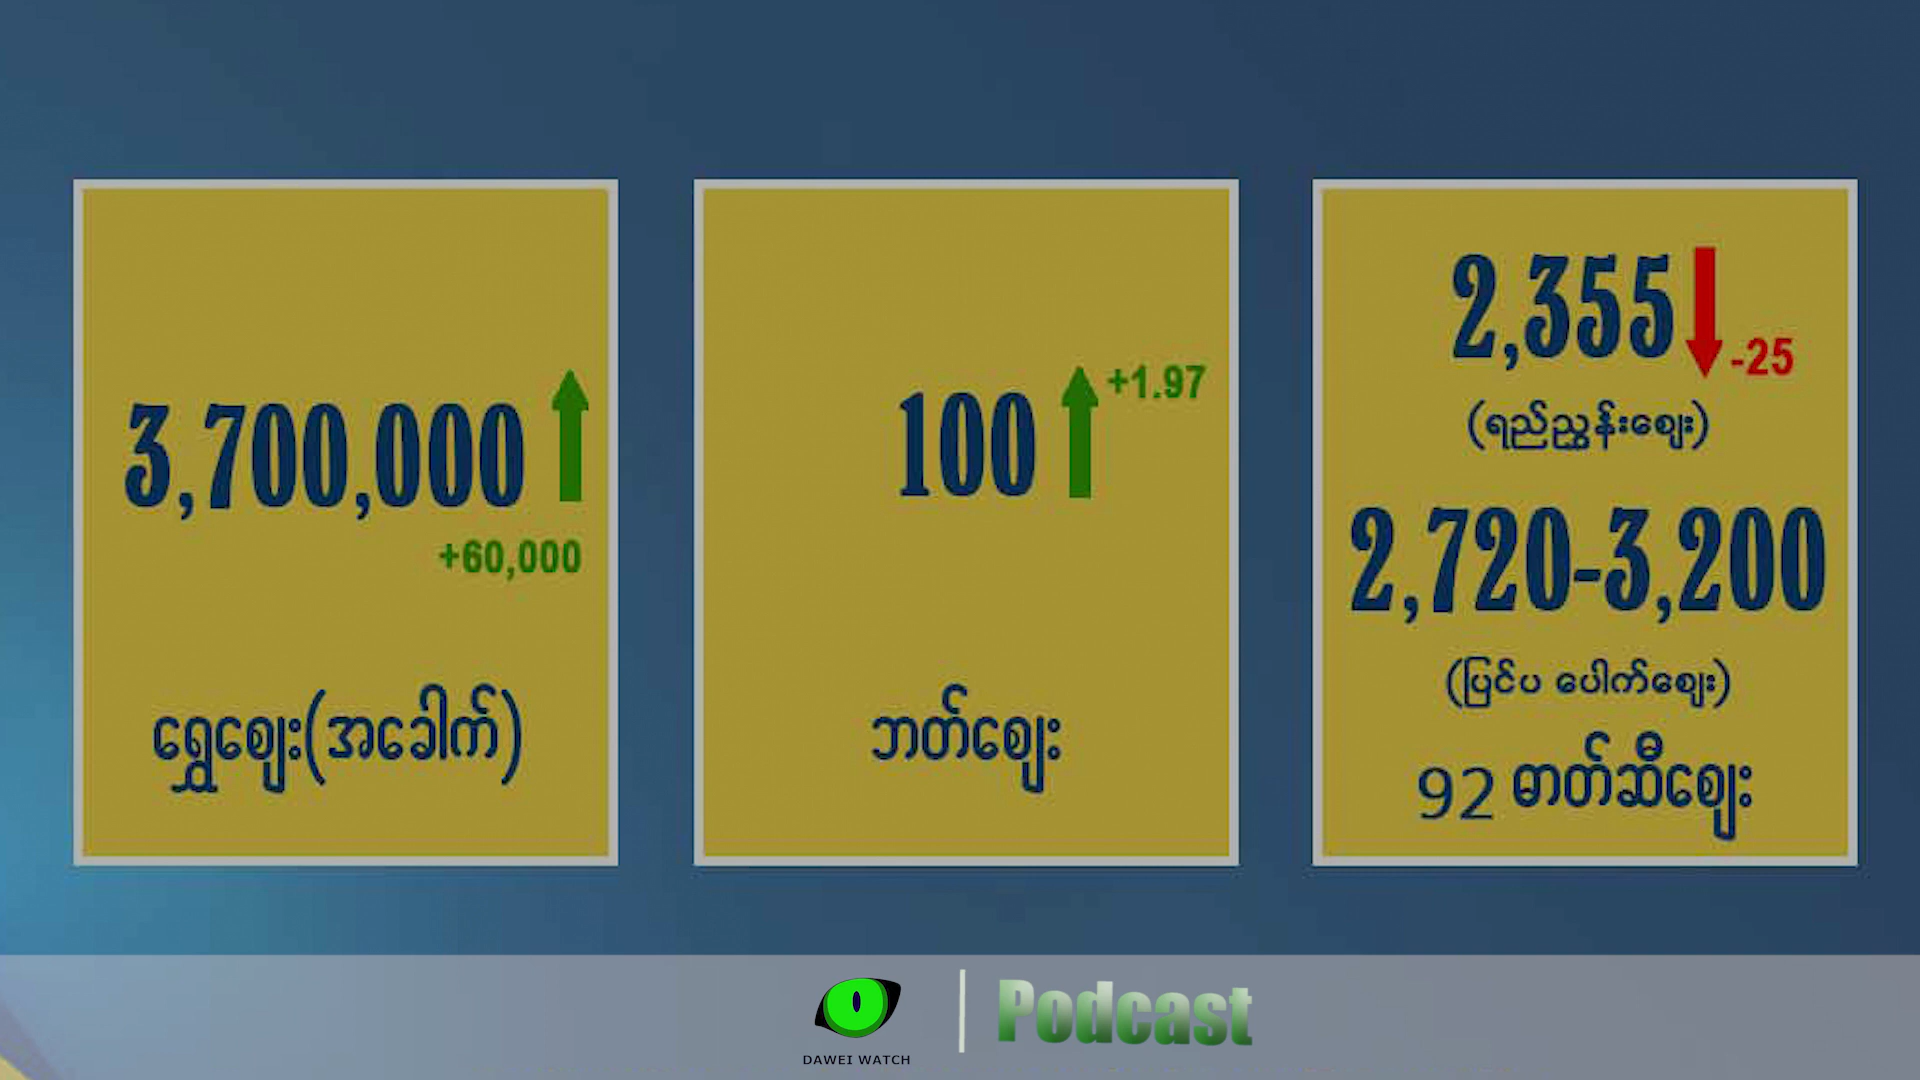 3,700,000
+60,000
ရွှေဈေး(အခေါက်)
100 +1.97
ဘတ်ဈေး
2,355 -25
(ရည်ညွှန်းဈေး)
2,720-3,200
(ပြင်ပ ပေါက်ဈေး)
92 ဓာတ်ဆီဈေး
DAWEI WATCH
Podcast